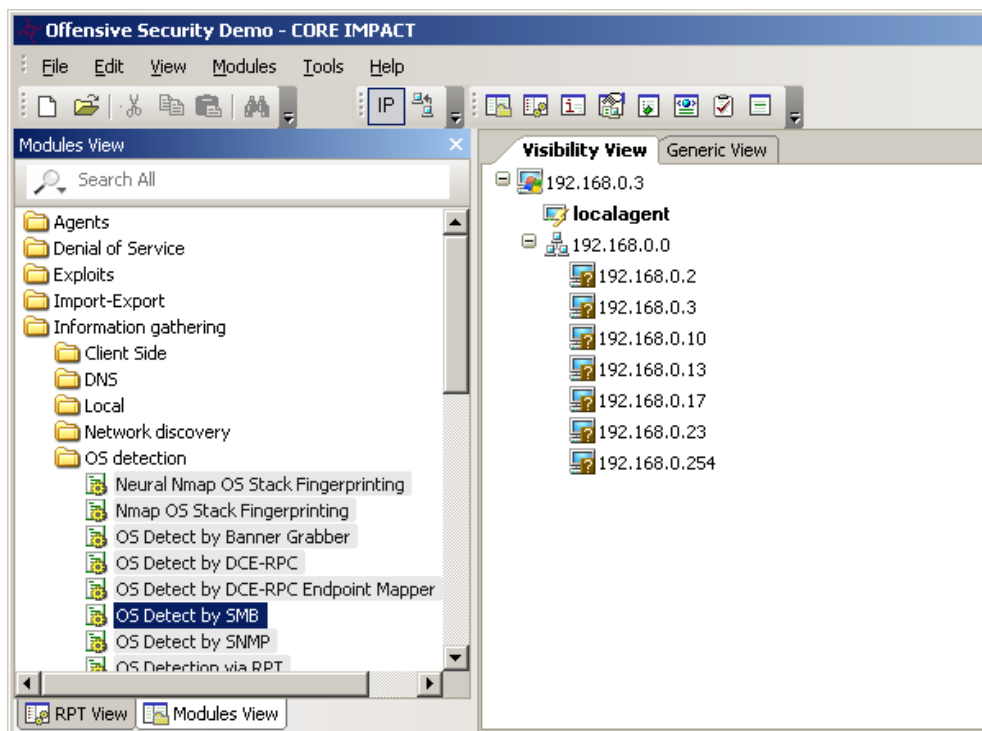 Offensive Security Demo - CORE IMPACT
File Edit View Modules Tools Help
IP
Modules View
Search All
Agents
Denial of Service
Exploits
Import-Export
Information gathering
Client Side
DNS
Local
Network discovery
OS detection
Neural Nmap OS Stack Fingerprinting
Nmap OS Stack Fingerprinting
OS Detect by Banner Grabber
OS Detect by DCE-RPC
OS Detect by DCE-RPC Endpoint Mapper
OS Detect by SMB
OS Detect by SNMP
OS Detection via RPT
RPT View Modules View
Visibility View Generic View
192.168.0.3
localagent
192.168.0.0
192.168.0.2
192.168.0.3
192.168.0.10
192.168.0.13
192.168.0.17
192.168.0.23
192.168.0.254